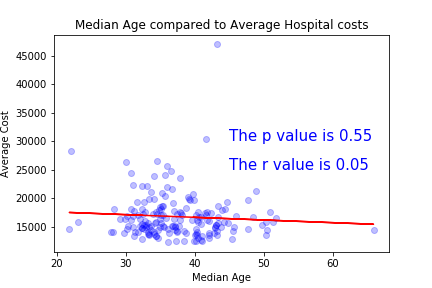 Median Age compared to Average Hospital costs
45000
40000
35000
30000
25000
20000
15000
Average Cost
The p value is 0.55
The r value is 0.05
20
30
40
50
60
Median Age